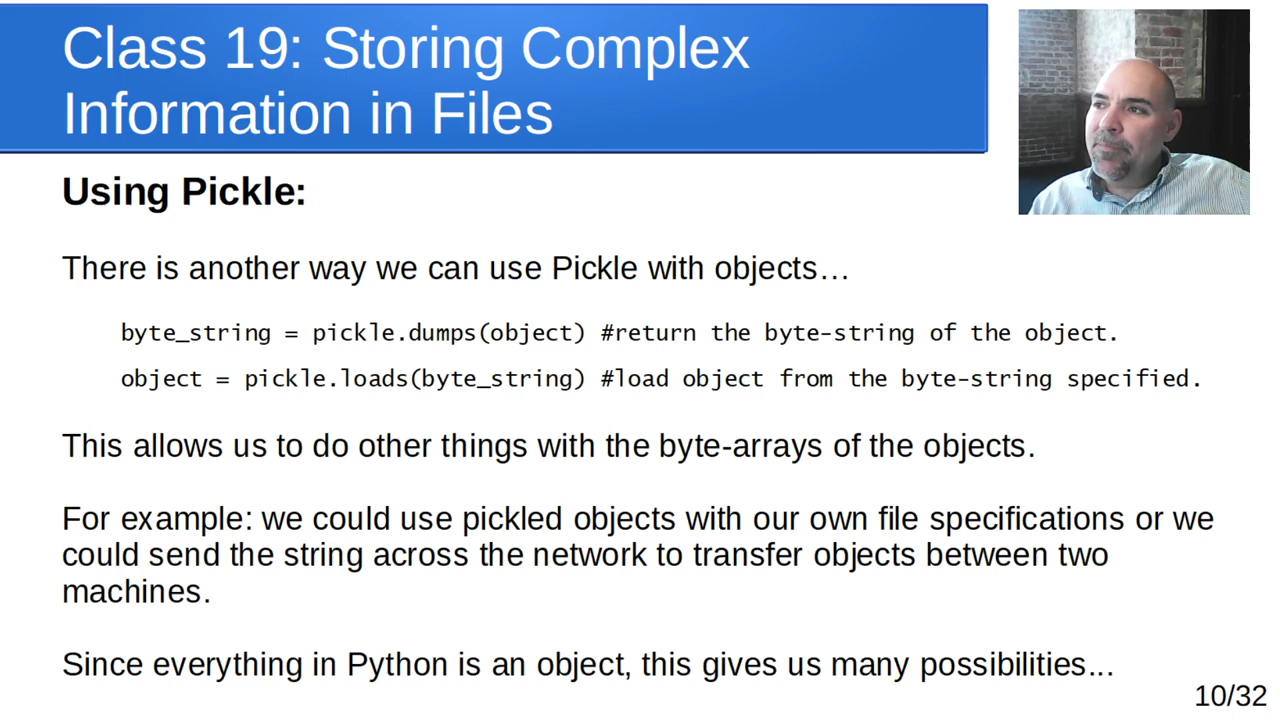 Class 19: Storing Complex
Information in Files
Using Pickle:
There is another way we can use Pickle with objects…
byte_string = pickle.dumps(object) #return the byte-string of the object.
object = pickle.loads(byte_string) #load object from the byte-string specified.
This allows us to do other things with the byte-arrays of the objects.
For example: we could use pickled objects with our own file specifications or we
could send the string across the network to transfer objects between two
machines.
Since everything in Python is an object, this gives us many possibilities...
10/32